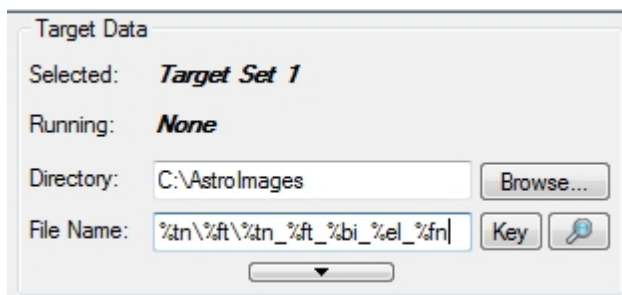 Target Data
Selected: Target Set 1
Running: None
Directory: C:\AstroImages Browse...
File Name: %tn\%ft\%tn_%ft_%bi_%el_%fn Key